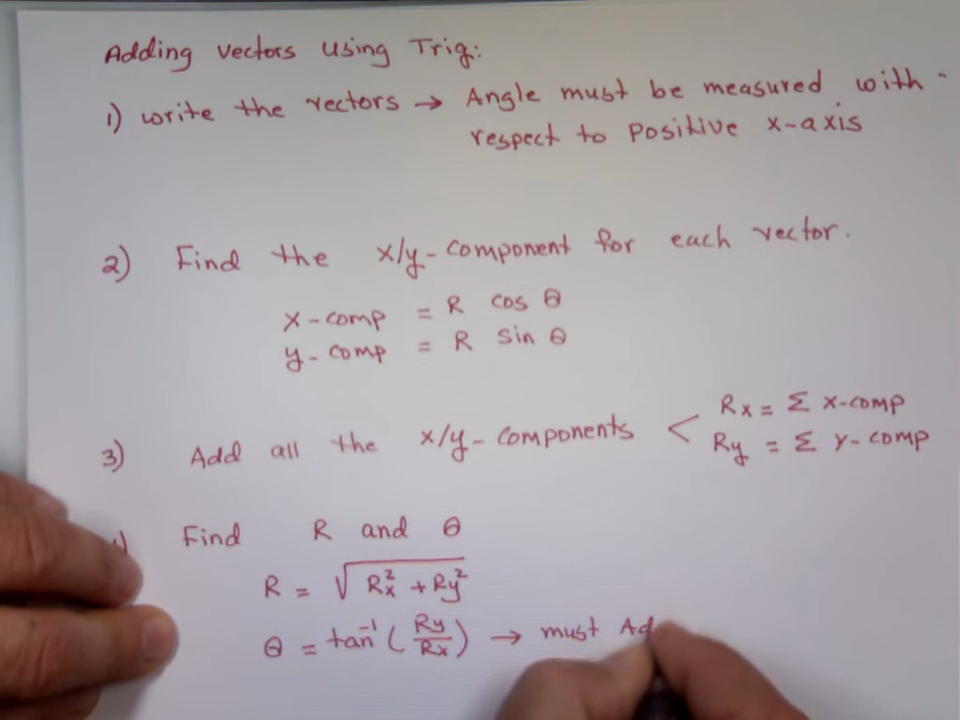 Adding vectors using Trig:
1) write the vectors → Angle must be measured with
respect to positive x-axis
2) Find the x/y-component for each vector.
x-comp = R cos θ
y-comp = R sin θ
3) Add all the x/y-components < Rx = Σ x-comp
Ry = Σ y-comp
Find R and θ
R = √(Rx² + Ry²)
θ = tan⁻¹ (Ry/Rx) → must Ad